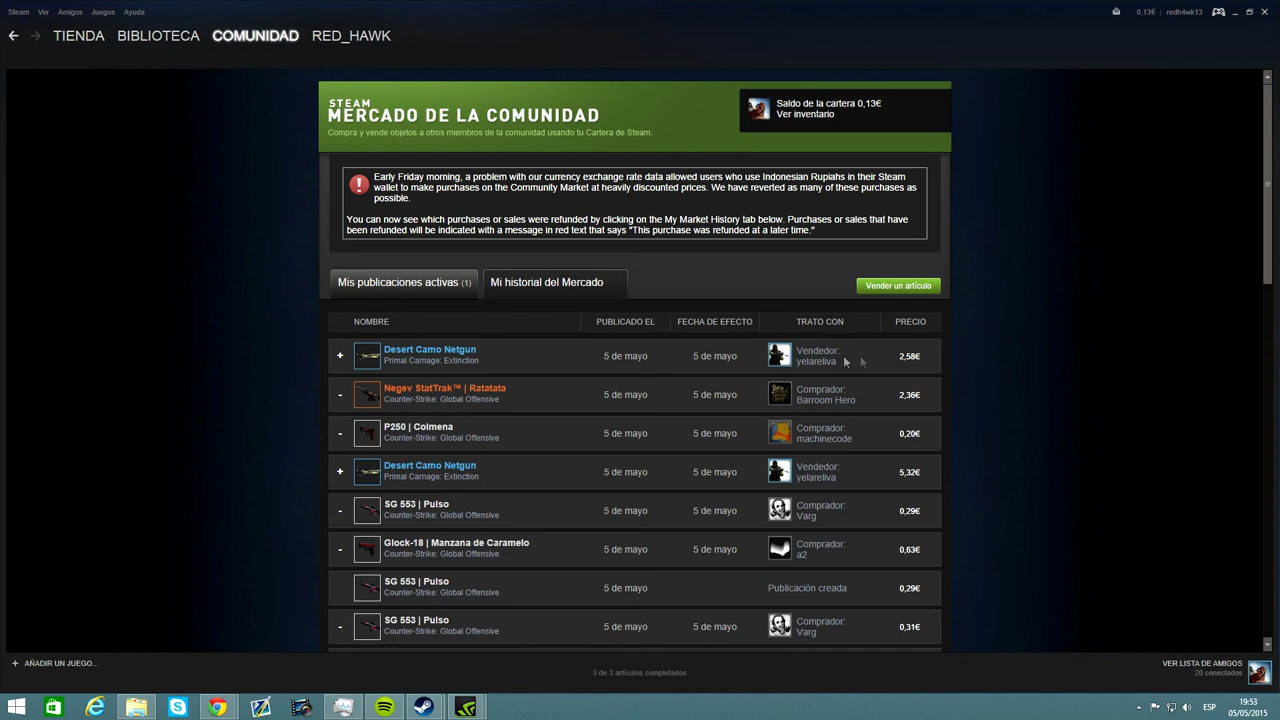 Steam Ver Amigos Juegos Ayuda 0,13€ redh4wk13
TIENDA BIBLIOTECA COMUNIDAD RED_HAWK
STEAM
MERCADO DE LA COMUNIDAD
Compra y vende objetos a otros miembros de la comunidad usando tu Cartera de Steam.
Saldo de la cartera 0,13€
Ver inventario
Early Friday morning, a problem with our currency exchange rate data allowed users who use Indonesian Rupiahs in their Steam
wallet to make purchases on the Community Market at heavily discounted prices. We have reverted as many of these purchases as
possible.
You can now see which purchases or sales were refunded by clicking on the My Market History tab below. Purchases or sales that have
been refunded will be indicated with a message in red text that says "This purchase was refunded at a later time."
Mis publicaciones activas (1) Mi historial del Mercado Vender un artículo
NOMBRE PUBLICADO EL FECHA DE EFECTO TRATO CON PRECIO
+ Desert Camo Netgun
Primal Carnage: Extinction
5 de mayo 5 de mayo
Vendedor:
yelareliva
2,58€
- Negev StatTrak™ | Ratatata
Counter-Strike: Global Offensive
5 de mayo 5 de mayo
Comprador:
Barroom Hero
2,36€
- P250 | Colmena
Counter-Strike: Global Offensive
5 de mayo 5 de mayo
Comprador:
machinecode
0,20€
+ Desert Camo Netgun
Primal Carnage: Extinction
5 de mayo 5 de mayo
Vendedor:
yelareliva
5,32€
- SG 553 | Pulso
Counter-Strike: Global Offensive
5 de mayo 5 de mayo
Comprador:
Varg
0,29€
- Glock-18 | Manzana de Caramelo
Counter-Strike: Global Offensive
5 de mayo 5 de mayo
Comprador:
a2
0,63€
SG 553 | Pulso
Counter-Strike: Global Offensive
5 de mayo 5 de mayo
Publicación creada
0,29€
- SG 553 | Pulso
Counter-Strike: Global Offensive
5 de mayo 5 de mayo
Comprador:
Varg
0,31€
+ AÑADIR UN JUEGO...
3 de 3 artículos completados
VER LISTA DE AMIGOS
20 conectados
ESP
19:53
05/05/2015